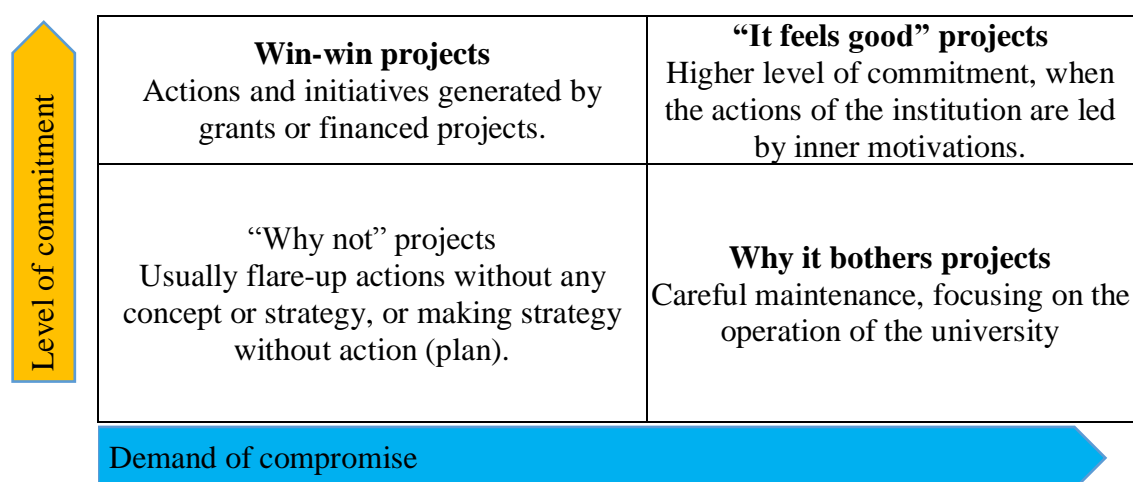 Level of commitment
Win-win projects
Actions and initiatives generated by
grants or financed projects.
“It feels good” projects
Higher level of commitment, when
the actions of the institution are led
by inner motivations.
“Why not” projects
Usually flare-up actions without any
concept or strategy, or making strategy
without action (plan).
Why it bothers projects
Careful maintenance, focusing on the
operation of the university
Demand of compromise